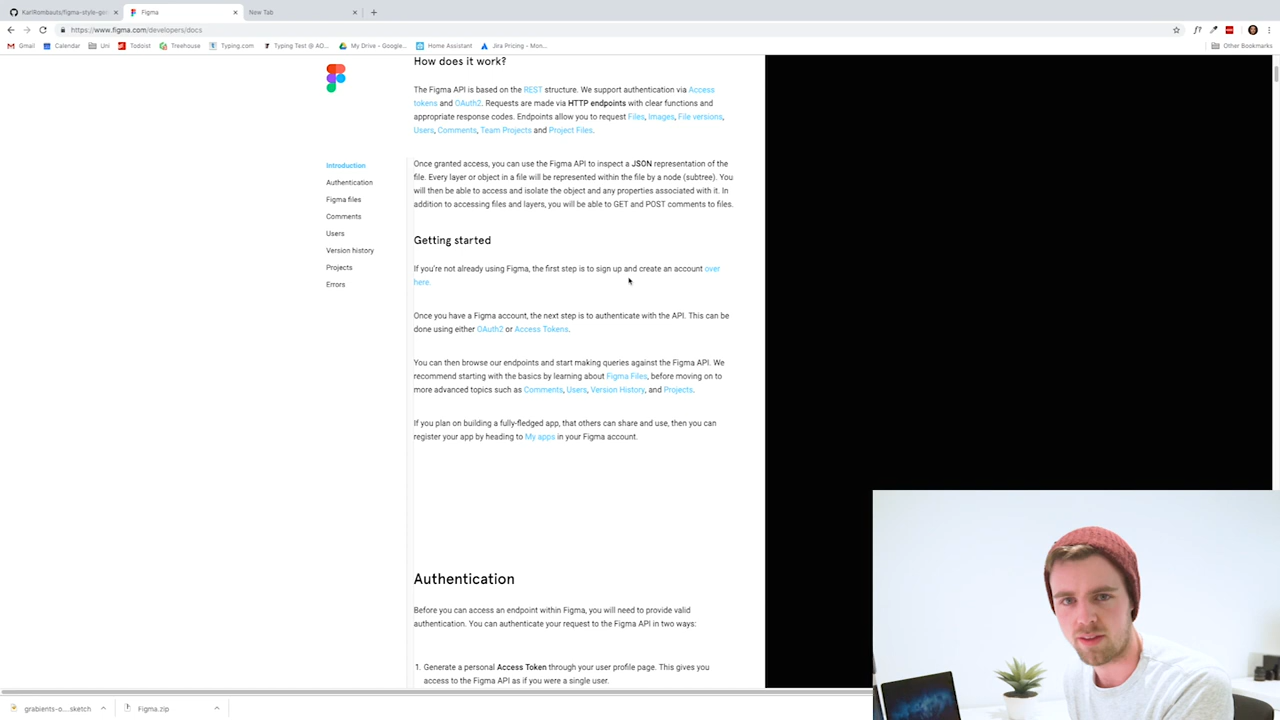 KarlRombauts/figma-style-ge
Figma
New Tab
https://www.figma.com/developers/docs
Gmail
Calendar
Uni
Todoist
Treehouse
Typing.com
Typing Test @ AO...
My Drive - Google...
Home Assistant
Jira Pricing - Mon...
Other Bookmarks
Introduction
Authentication
Figma files
Comments
Users
Version history
Projects
Errors
How does it work?
The Figma API is based on the REST structure. We support authentication via Access
tokens and OAuth2. Requests are made via HTTP endpoints with clear functions and
appropriate response codes. Endpoints allow you to request Files, Images, File versions,
Users, Comments, Team Projects and Project Files.
Once granted access, you can use the Figma API to inspect a JSON representation of the
file. Every layer or object in a file will be represented within the file by a node (subtree). You
will then be able to access and isolate the object and any properties associated with it. In
addition to accessing files and layers, you will be able to GET and POST comments to files.
Getting started
If you're not already using Figma, the first step is to sign up and create an account over
here.
Once you have a Figma account, the next step is to authenticate with the API. This can be
done using either OAuth2 or Access Tokens.
You can then browse our endpoints and start making queries against the Figma API. We
recommend starting with the basics by learning about Figma Files, before moving on to
more advanced topics such as Comments, Users, Version History, and Projects.
If you plan on building a fully-fledged app, that others can share and use, then you can
register your app by heading to My apps in your Figma account.
Authentication
Before you can access an endpoint within Figma, you will need to provide valid
authentication. You can authenticate your request to the Figma API in two ways:
1. Generate a personal Access Token through your user profile page. This gives you
access to the Figma API as if you were a single user.
grabients-o....sketch
Figma.zip